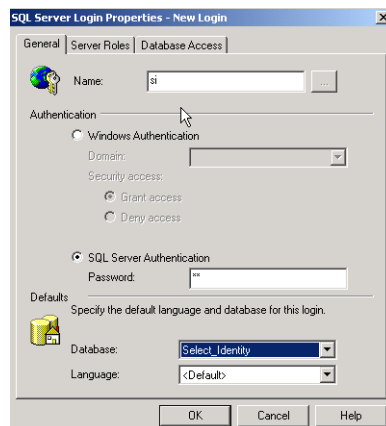 SQL Server Login Properties - New Login
General Server Roles Database Access
Name: si ...
Authentication
Windows Authentication
Domain:
Security access:
Grant access
Deny access
SQL Server Authentication
Password: **
Defaults
Specify the default language and database for this login.
Database: Select_Identity
Language: <Default>
OK Cancel Help